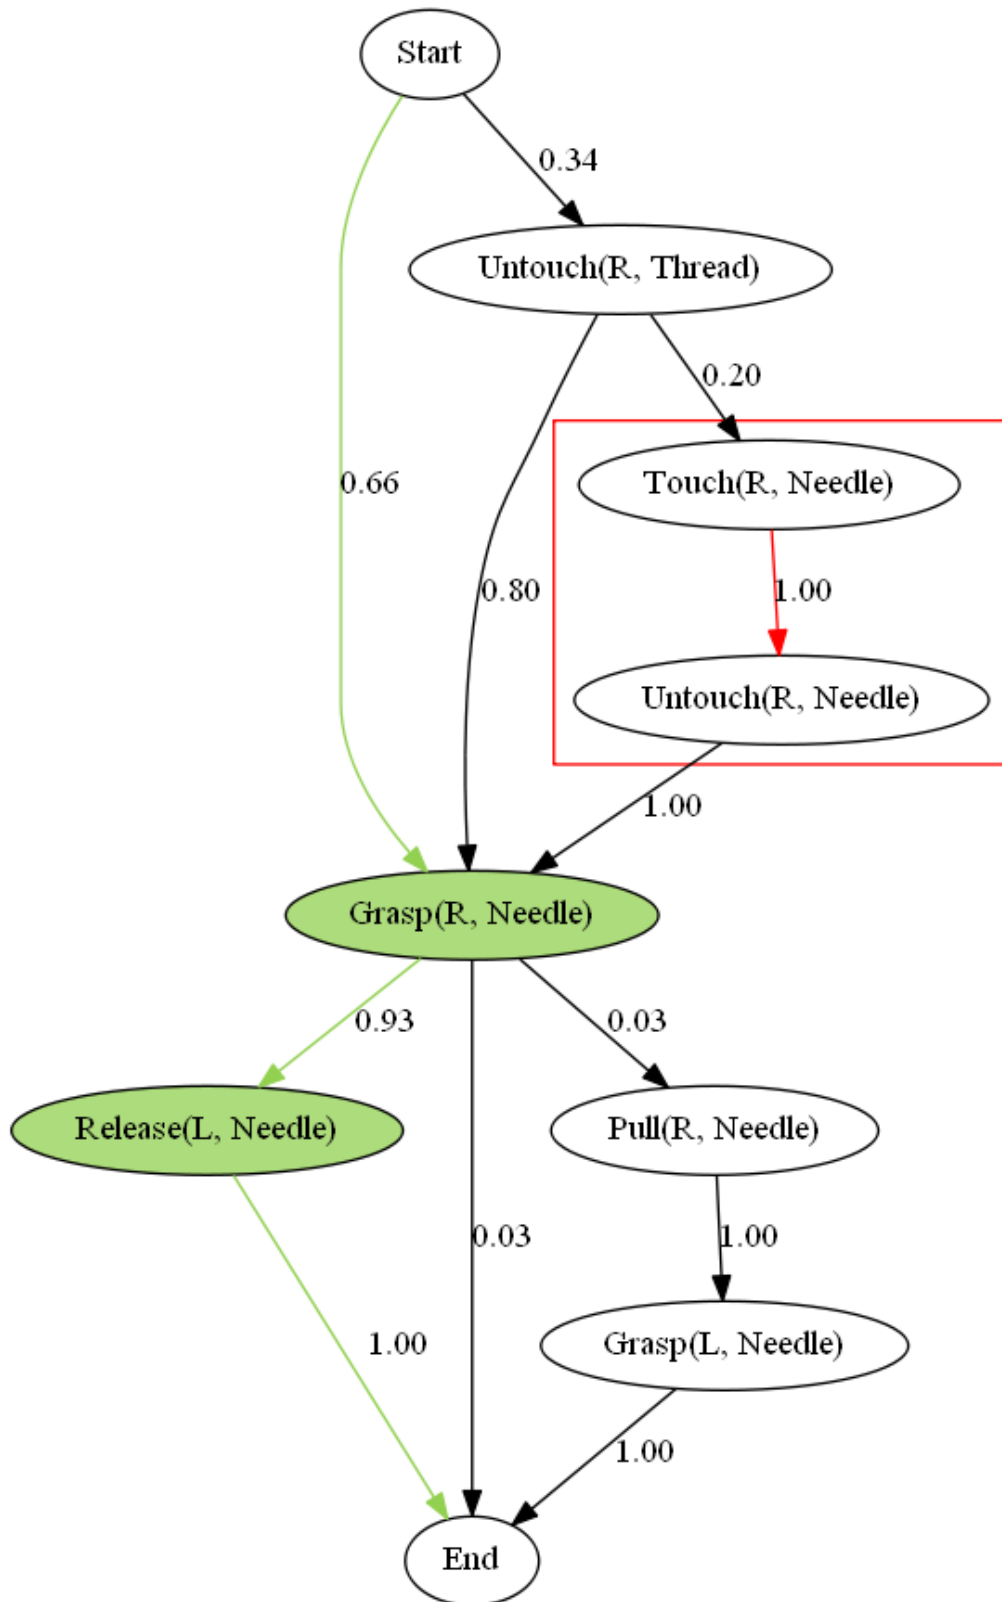 Start
0.34
Untouch(R, Thread)
0.20
Touch(R, Needle)
0.66
0.80
1.00
Untouch(R, Needle)
1.00
Grasp(R, Needle)
0.93
0.03
Release(L, Needle)
Pull(R, Needle)
0.03
1.00
1.00
Grasp(L, Needle)
1.00
End